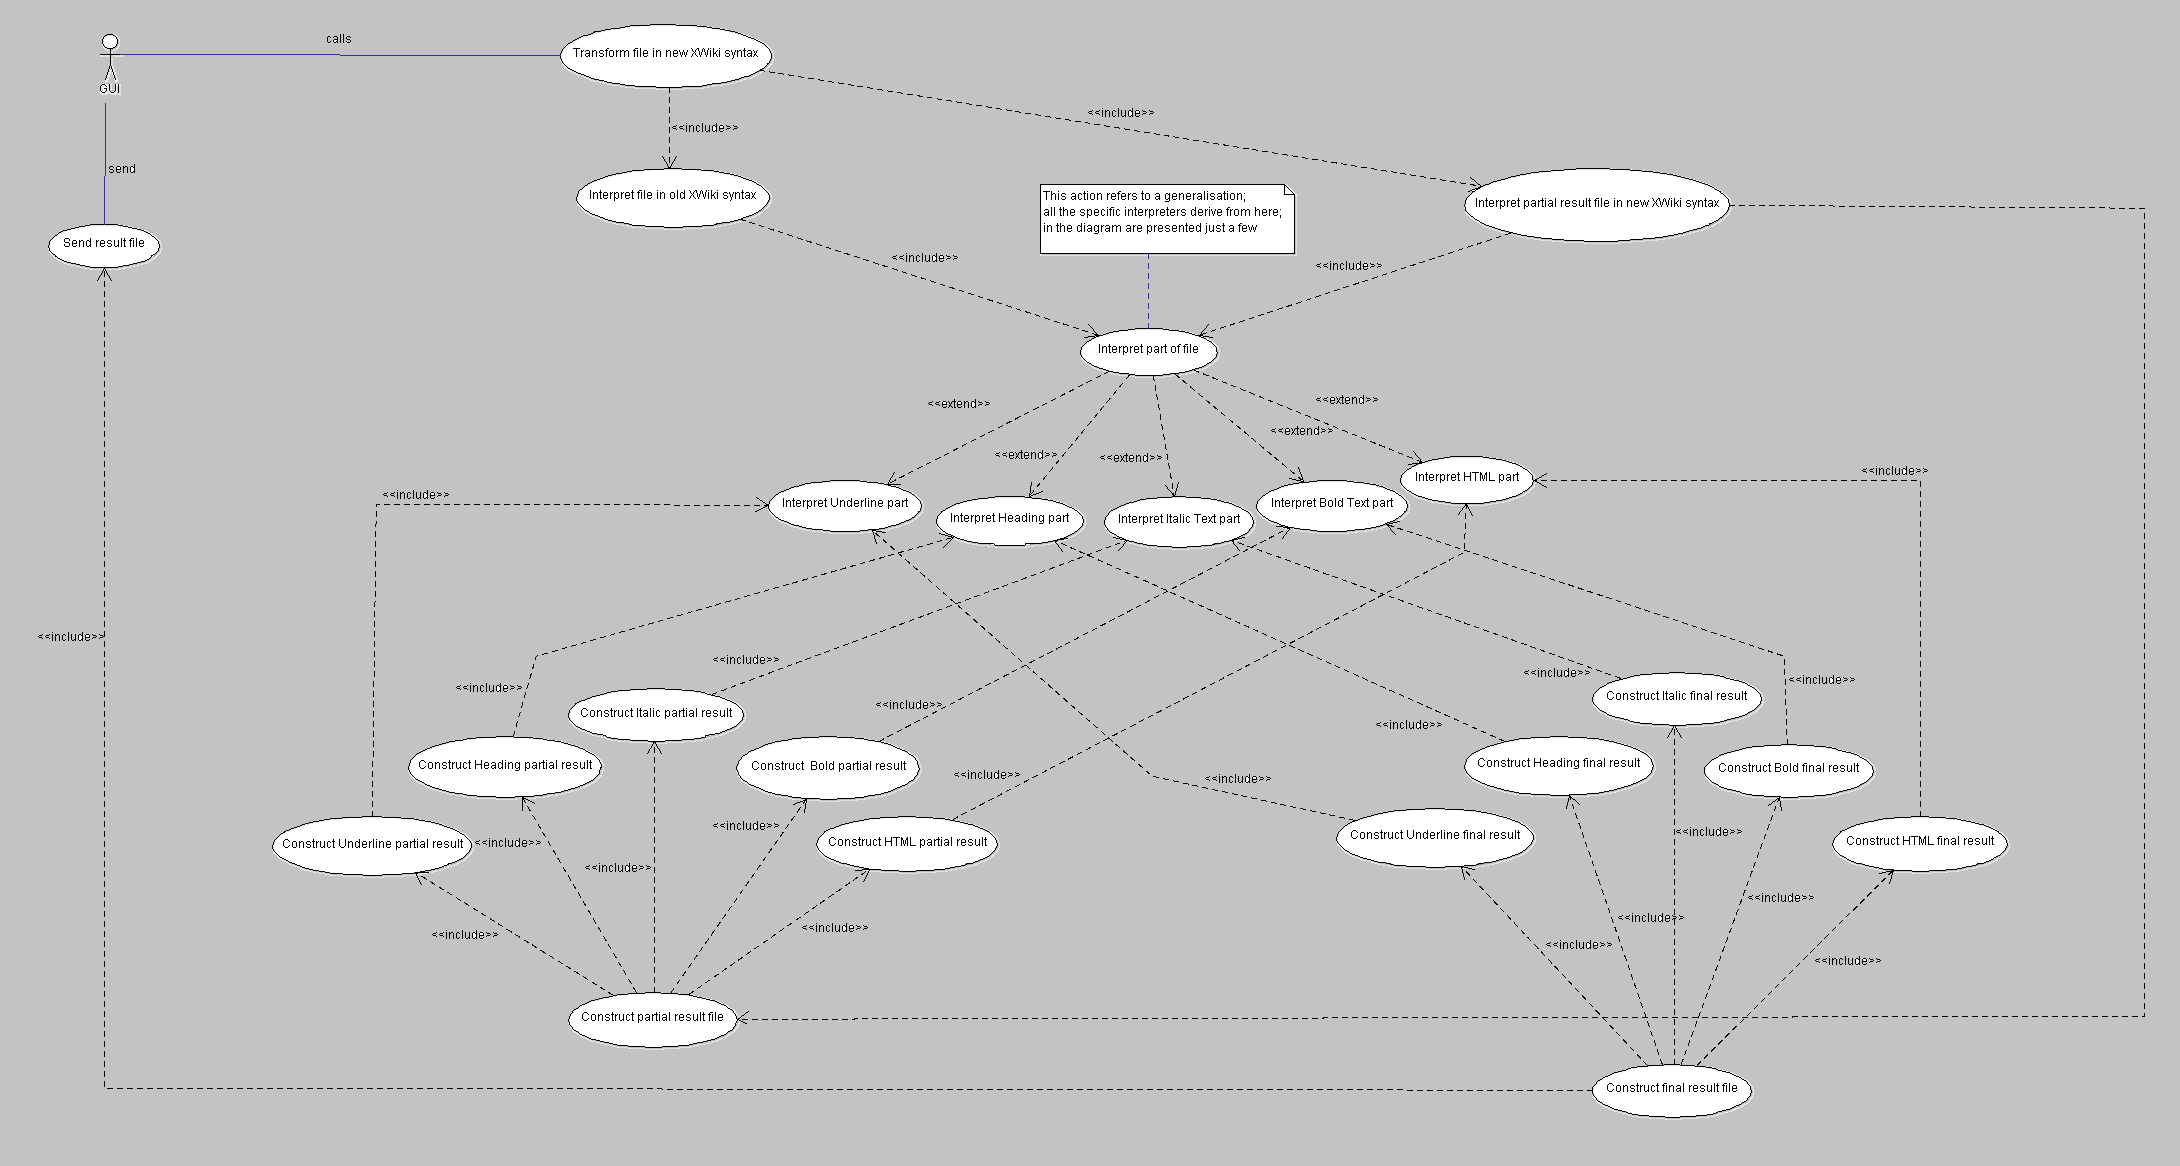 calls
Transform file in new XWiki syntax
GUI
<<include>>
<<include>>
send
Interpret file in old XWiki syntax
This action refers to a generalisation;
all the specific interpreters derive from here;
in the diagram are presented just a few
Interpret partial result file in new XWiki syntax
Send result file
<<include>>
<<include>>
Interpret part of file
<<extend>>
<<extend>>
<<extend>>
<<extend>>
<<extend>>
<<include>>
Interpret HTML part
<<include>>
Interpret Underline part
Interpret Heading part
Interpret Italic Text part
Interpret Bold Text part
<<include>>
<<include>>
<<include>>
<<include>>
<<include>>
Construct Italic final result
<<include>>
<<include>>
Construct Italic partial result
<<include>>
Construct Heading partial result
Construct  Bold partial result
<<include>>
<<include>>
Construct Heading final result
Construct Bold final result
Construct Underline partial result
<<include>>
<<include>>
Construct HTML partial result
Construct Underline final result
<<include>>
Construct HTML final result
<<include>>
<<include>>
<<include>>
<<include>>
<<include>>
<<include>>
<<include>>
<<include>>
Construct partial result file
Construct final result file